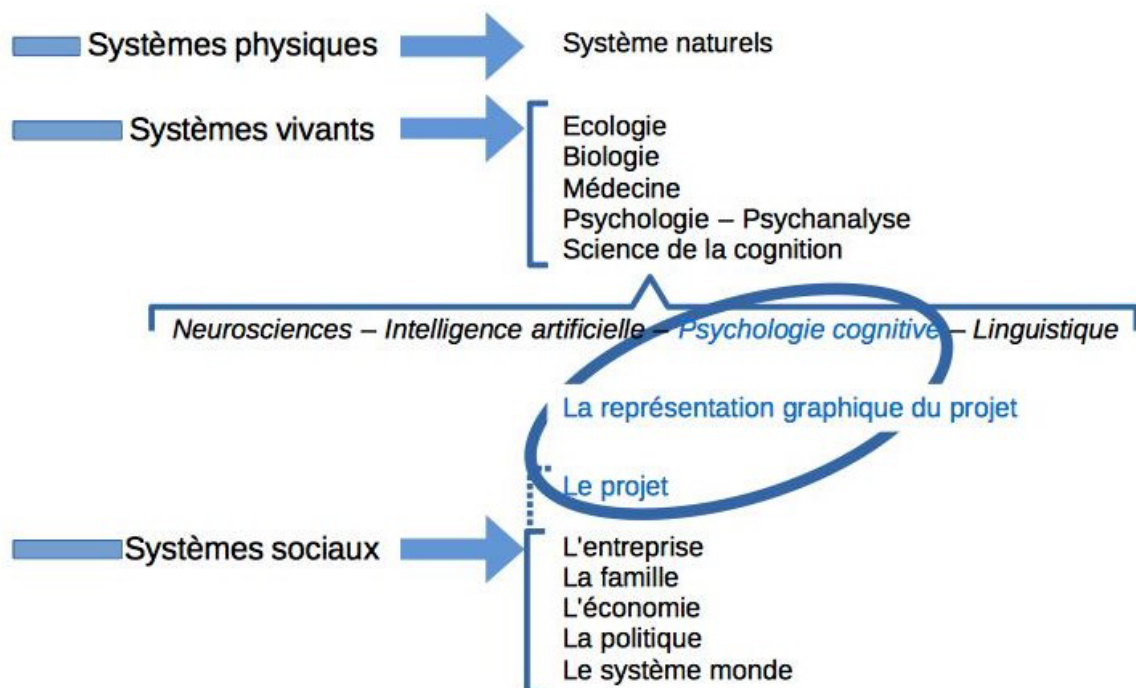 Systèmes physiques
Système naturels
Systèmes vivants
Ecologie
Biologie
Médecine
Psychologie – Psychanalyse
Science de la cognition
Neurosciences – Intelligence artificielle – Psychologie cognitive – Linguistique
La représentation graphique du projet
Le projet
Systèmes sociaux
L'entreprise
La famille
L'économie
La politique
Le système monde